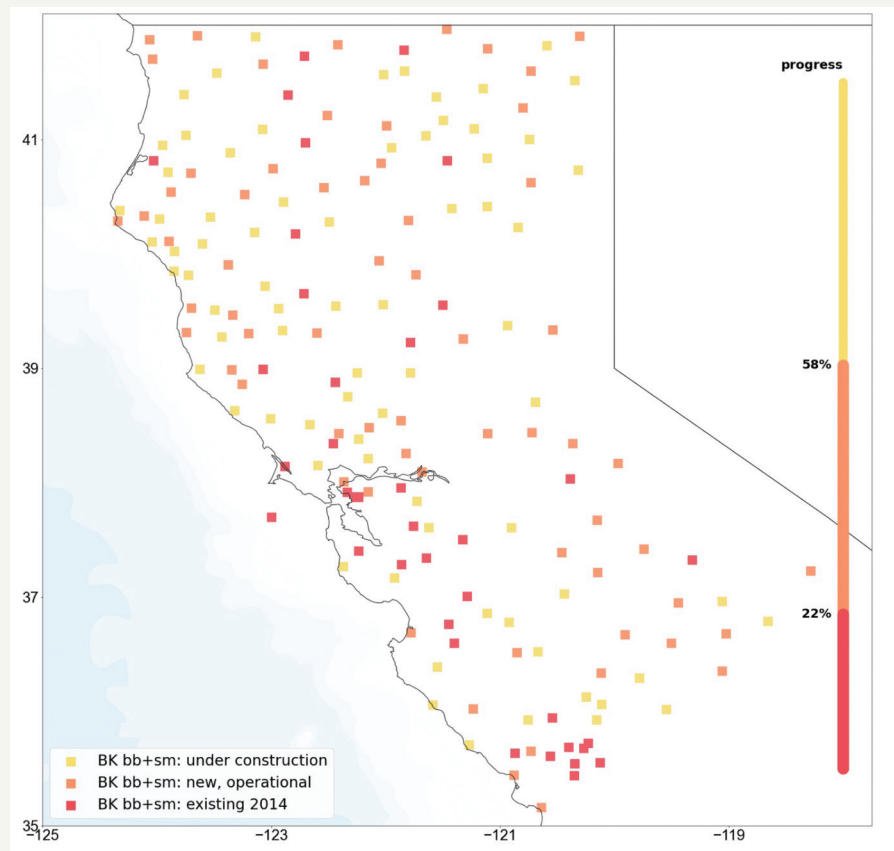 progress
41
58%
39
37
22%
BK bb+sm: under construction
BK bb+sm: new, operational
BK bb+sm: existing 2014
35
−125
−123
−121
−119